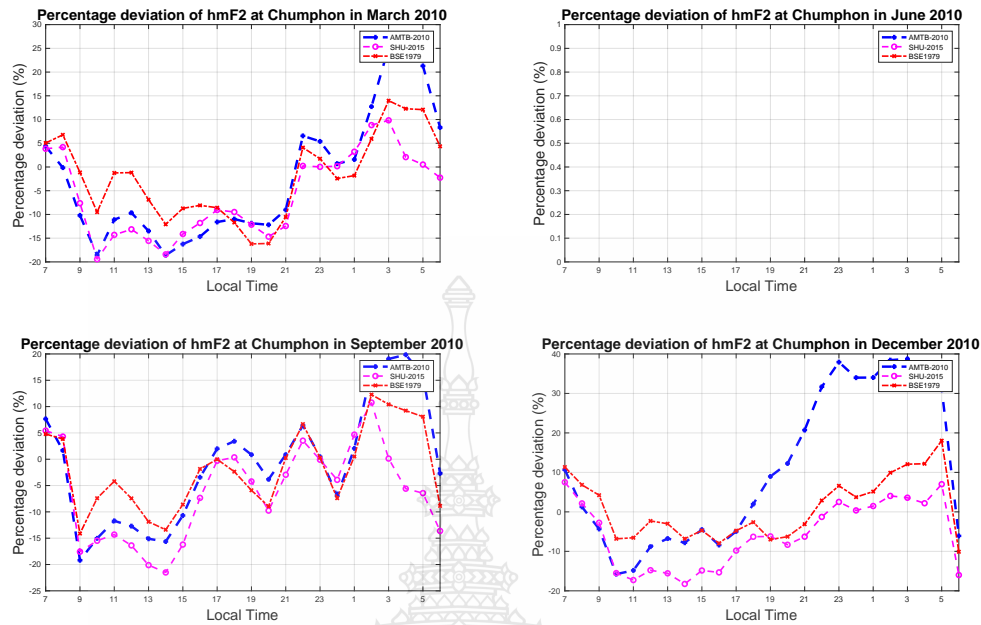 Percentage deviation of hmF2 at Chumphon in March 2010
30
25
20
15
10
5
0
-5
-10
-15
-20
Percentage deviation (%)
7 9 11 13 15 17 19 21 23 1 3 5
Local Time
AMTB-2010
SHU-2015
BSE1979
Percentage deviation of hmF2 at Chumphon in June 2010
1
0.9
0.8
0.7
0.6
0.5
0.4
0.3
0.2
0.1
0
Percentage deviation (%)
7 9 11 13 15 17 19 21 23 1 3 5
Local Time
AMTB-2010
SHU-2015
BSE1979
Percentage deviation of hmF2 at Chumphon in September 2010
20
15
10
5
0
-5
-10
-15
-20
-25
Percentage deviation (%)
7 9 11 13 15 17 19 21 23 1 3 5
Local Time
AMTB-2010
SHU-2015
BSE1979
Percentage deviation of hmF2 at Chumphon in December 2010
40
30
20
10
0
-10
-20
Percentage deviation (%)
7 9 11 13 15 17 19 21 23 1 3 5
Local Time
AMTB-2010
SHU-2015
BSE1979